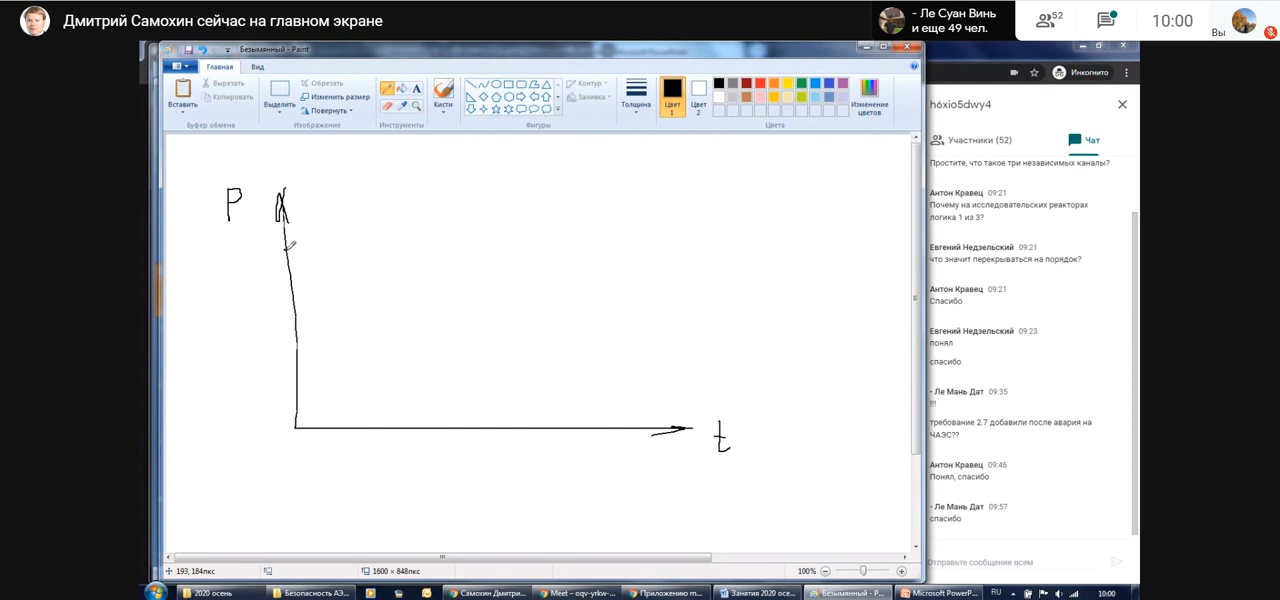 Дмитрий Самохин сейчас на главном экране
- Ле Суан Винь
и еще 49 чел.
52
10:00
Вы
Безымянный - Paint
Главная
Вид
Вставить
Вырезать
Копировать
Буфер обмена
Выделить
Обрезать
Изменить размер
Повернуть
Изображение
A
Инструменты
Кисти
Фигуры
Контур
Заливка
Толщина
Цвет
1
Цвет
2
Изменение
цветов
Цвета
Инкогнито
h6xio5dwy4
Участники (52)
Чат
Простите, что такое три независимых каналы?
Антон Кравец 09:21
Почему на исследовательских реакторах
логика 1 из 3?
Евгений Недзельский 09:21
что значит перекрываться на порядок?
Антон Кравец 09:21
Спасибо
Евгений Недзельский 09:23
понял
спасибо
- Ле Мань Дат 09:35
!!!
требование 2.7 добавили после авария на
ЧАЭС??
Антон Кравец 09:46
Понял, спасибо
- Ле Мань Дат 09:57
спасибо
Отправьте сообщение всем
P
t
193, 184пкс
1600 × 848пкс
100%
2020 осень
Безопасность АЭ...
Самохин Дмитри...
Meet – oqv-yrkw-...
Приложению m...
Занятия 2020 осе...
Безымянный - P...
Microsoft PowerP...
RU
10:00